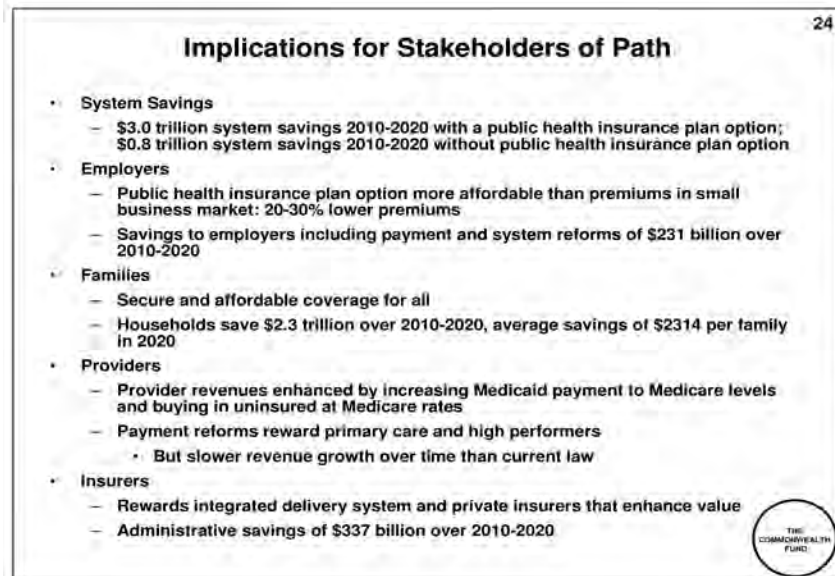 24
Implications for Stakeholders of Path
• System Savings
– $3.0 trillion system savings 2010-2020 with a public health insurance plan option;
$0.8 trillion system savings 2010-2020 without public health insurance plan option
• Employers
– Public health insurance plan option more affordable than premiums in small
business market: 20-30% lower premiums
– Savings to employers including payment and system reforms of $231 billion over
2010-2020
• Families
– Secure and affordable coverage for all
– Households save $2.3 trillion over 2010-2020, average savings of $2314 per family
in 2020
• Providers
– Provider revenues enhanced by increasing Medicaid payment to Medicare levels
and buying in uninsured at Medicare rates
– Payment reforms reward primary care and high performers
• But slower revenue growth over time than current law
• Insurers
– Rewards integrated delivery system and private insurers that enhance value
– Administrative savings of $337 billion over 2010-2020
THE
COMMONWEALTH
FUND